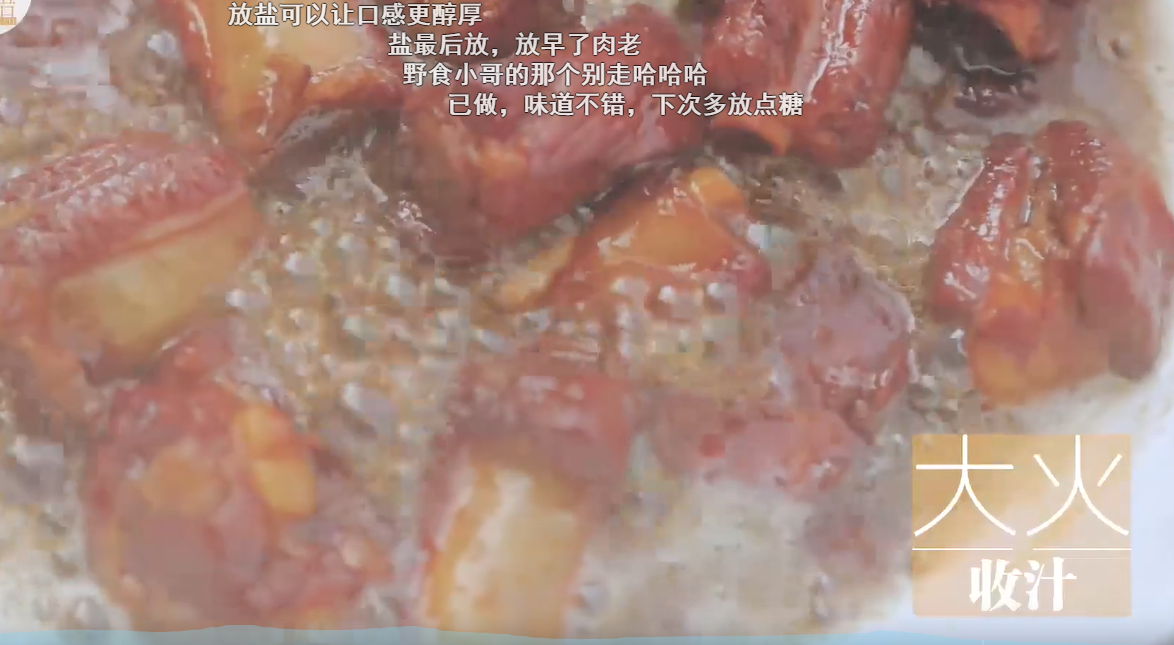 放盐可以让口感更醇厚
盐最后放，放早了肉老
野食小哥的那个别走哈哈哈
已做，味道不错，下次多放点糖
大火
收汁